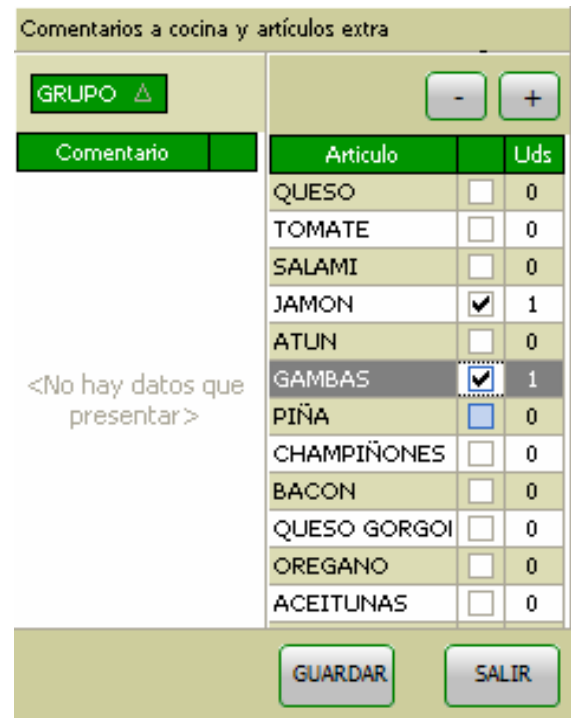 Comentarios a cocina y artículos extra
GRUPO
- +
Comentario
Articulo Uds
QUESO 0
TOMATE 0
SALAMI 0
JAMON 1
ATUN 0
GAMBAS 1
PIÑA 0
CHAMPIÑONES 0
BACON 0
QUESO GORGOI 0
OREGANO 0
ACEITUNAS 0
<No hay datos que
presentar>
GUARDAR SALIR